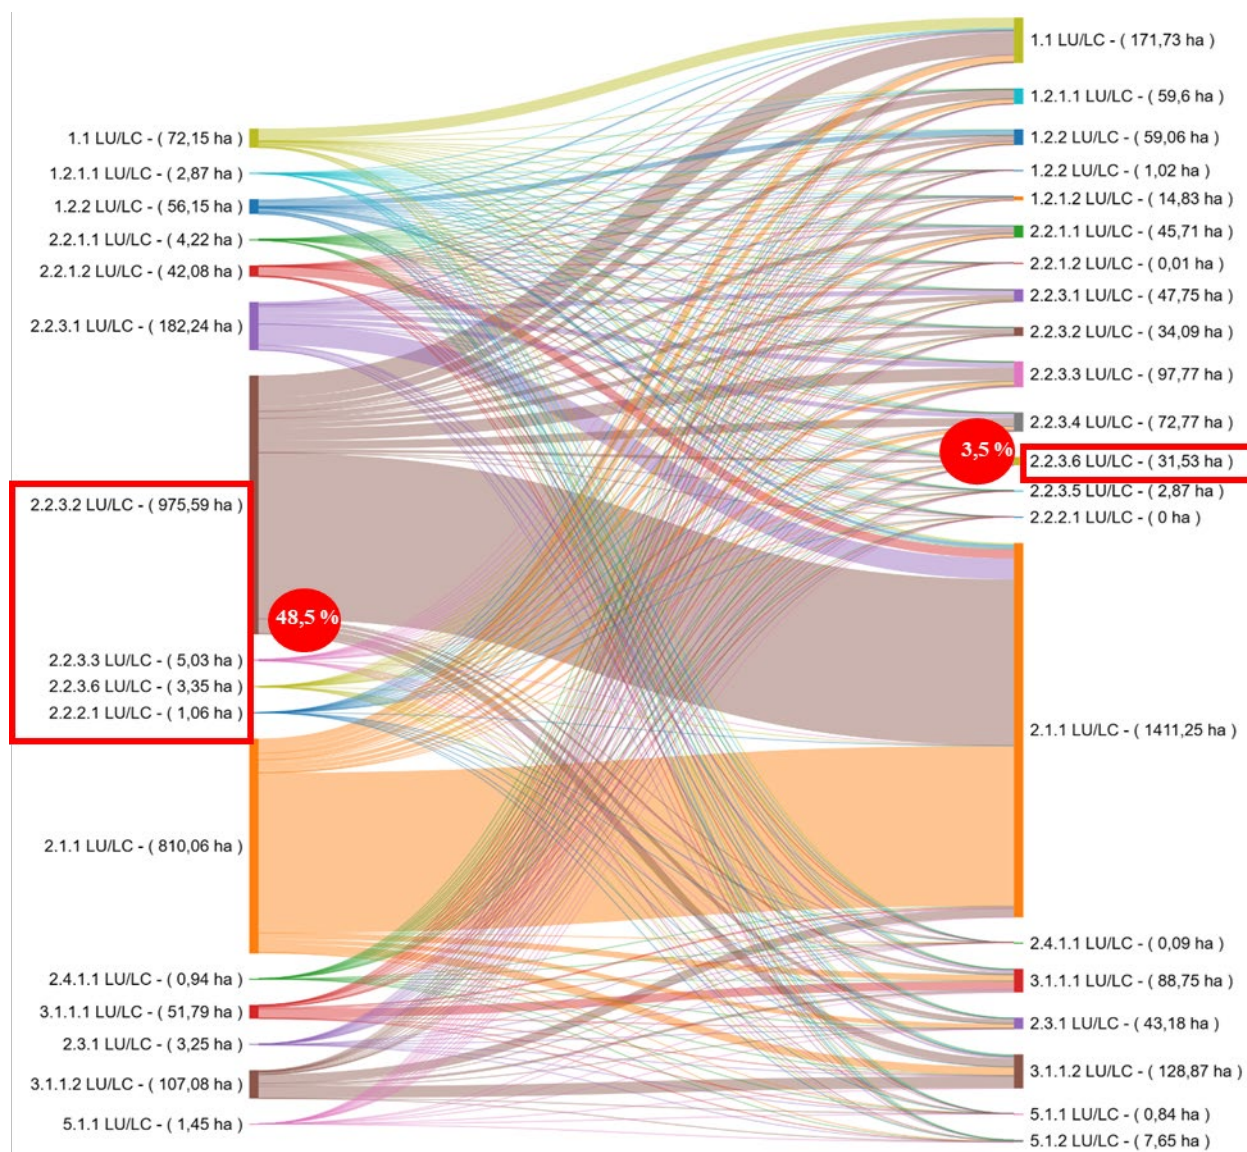 1.1 LU/LC - ( 72,15 ha )
1.2.1.1 LU/LC - ( 2,87 ha )
1.2.2 LU/LC - ( 56,15 ha )
2.2.1.1 LU/LC - ( 4,22 ha )
2.2.1.2 LU/LC - ( 42,08 ha )
2.2.3.1 LU/LC - ( 182,24 ha )
2.2.3.2 LU/LC - ( 975,59 ha )
48,5 %
2.2.3.3 LU/LC - ( 5,03 ha )
2.2.3.6 LU/LC - ( 3,35 ha )
2.2.2.1 LU/LC - ( 1,06 ha )
2.1.1 LU/LC - ( 810,06 ha )
2.4.1.1 LU/LC - ( 0,94 ha )
3.1.1.1 LU/LC - ( 51,79 ha )
2.3.1 LU/LC - ( 3,25 ha )
3.1.1.2 LU/LC - ( 107,08 ha )
5.1.1 LU/LC - ( 1,45 ha )
1.1 LU/LC - ( 171,73 ha )
1.2.1.1 LU/LC - ( 59,6 ha )
1.2.2 LU/LC - ( 59,06 ha )
1.2.2 LU/LC - ( 1,02 ha )
1.2.1.2 LU/LC - ( 14,83 ha )
2.2.1.1 LU/LC - ( 45,71 ha )
2.2.1.2 LU/LC - ( 0,01 ha )
2.2.3.1 LU/LC - ( 47,75 ha )
2.2.3.2 LU/LC - ( 34,09 ha )
2.2.3.3 LU/LC - ( 97,77 ha )
2.2.3.4 LU/LC - ( 72,77 ha )
3,5 %
2.2.3.6 LU/LC - ( 31,53 ha )
2.2.3.5 LU/LC - ( 2,87 ha )
2.2.2.1 LU/LC - ( 0 ha )
2.1.1 LU/LC - ( 1411,25 ha )
2.4.1.1 LU/LC - ( 0,09 ha )
3.1.1.1 LU/LC - ( 88,75 ha )
2.3.1 LU/LC - ( 43,18 ha )
3.1.1.2 LU/LC - ( 128,87 ha )
5.1.1 LU/LC - ( 0,84 ha )
5.1.2 LU/LC - ( 7,65 ha )